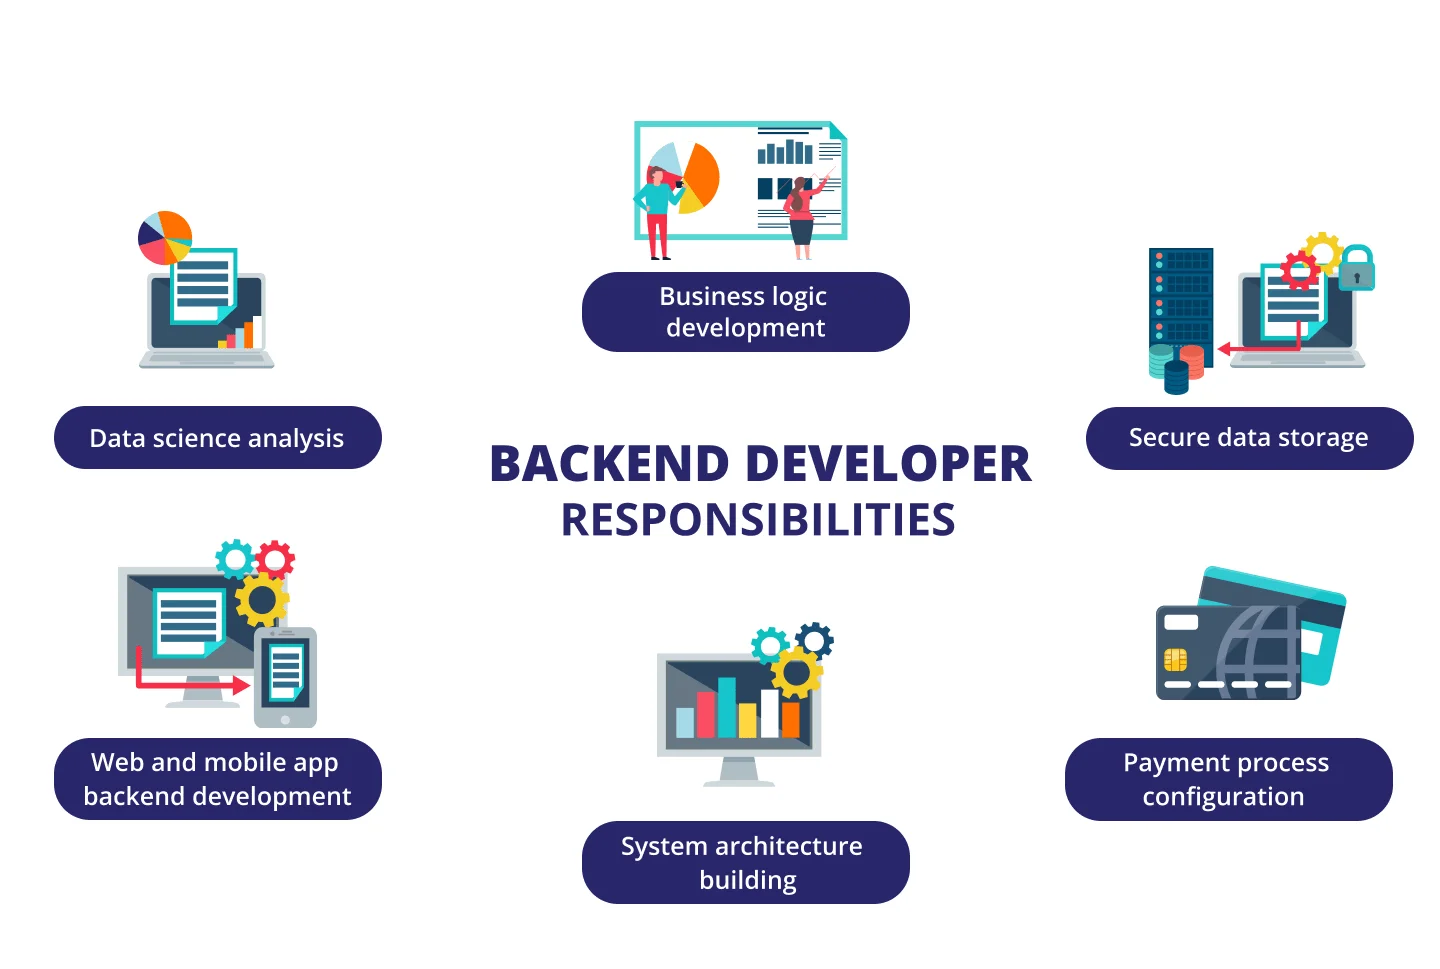 Business logic
development
Data science analysis
Secure data storage
BACKEND DEVELOPER
RESPONSIBILITIES
Web and mobile app
backend development
Payment process
configuration
System architecture
building